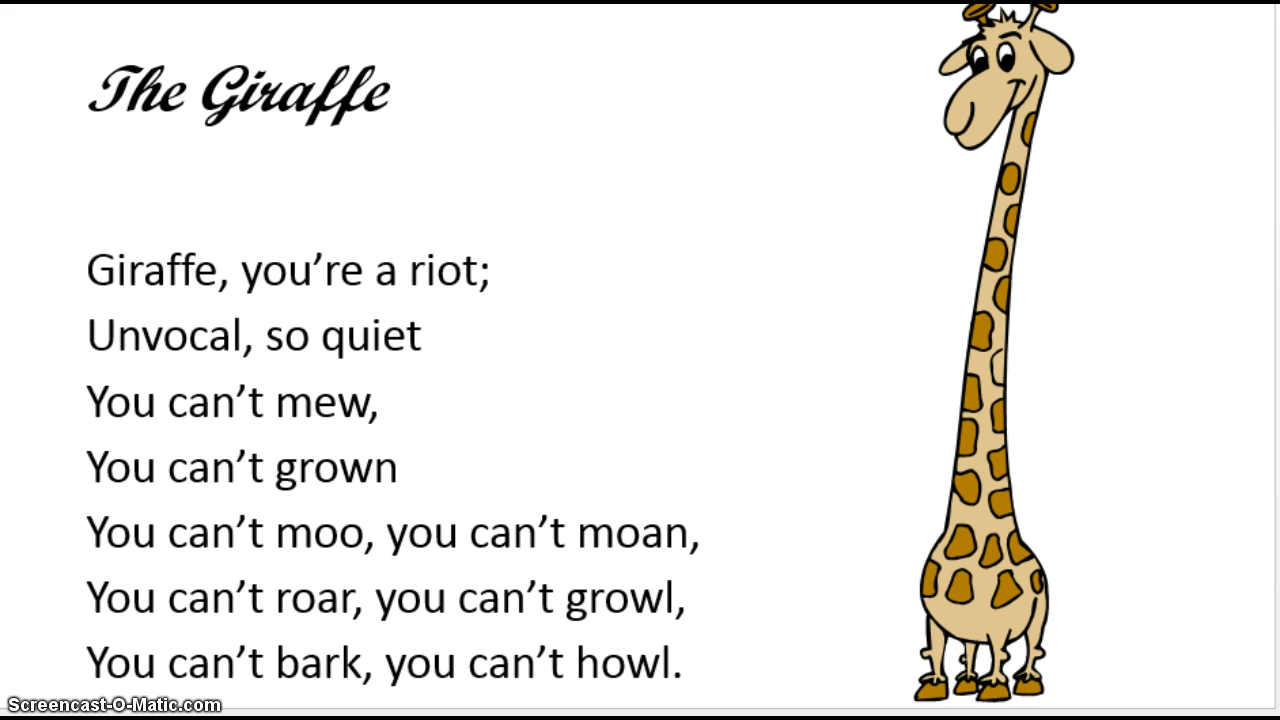 The Giraffe
Giraffe, you're a riot;
Unvocal, so quiet
You can't mew,
You can't grown
You can't moo, you can't moan,
You can't roar, you can't growl,
You can't bark, you can't howl.
Screencast-O-Matic.com